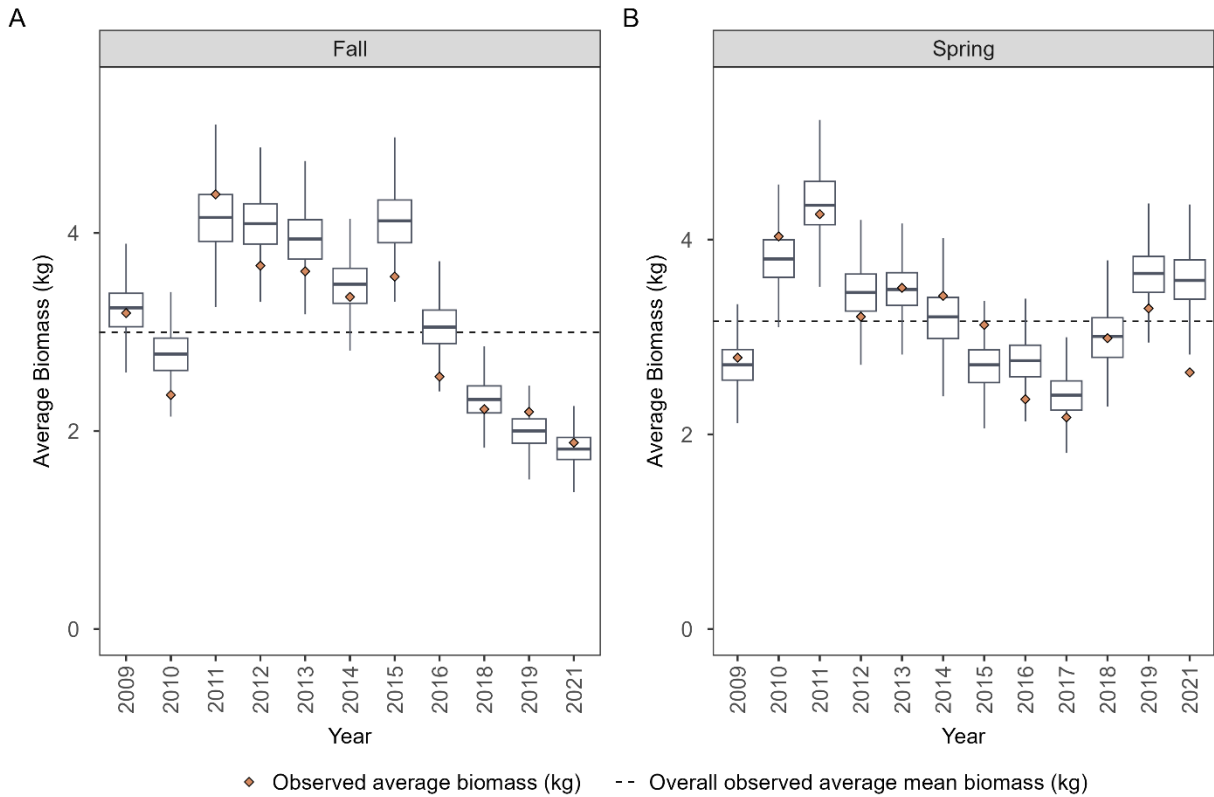 A
Fall
Average Biomass (kg)
4
2
0
2009 2010 2011 2012 2013 2014 2015 2016 2018 2019 2021
Year
B
Spring
Average Biomass (kg)
4
2
0
2009 2010 2011 2012 2013 2014 2015 2016 2017 2018 2019 2021
Year
Observed average biomass (kg)
Overall observed average mean biomass (kg)